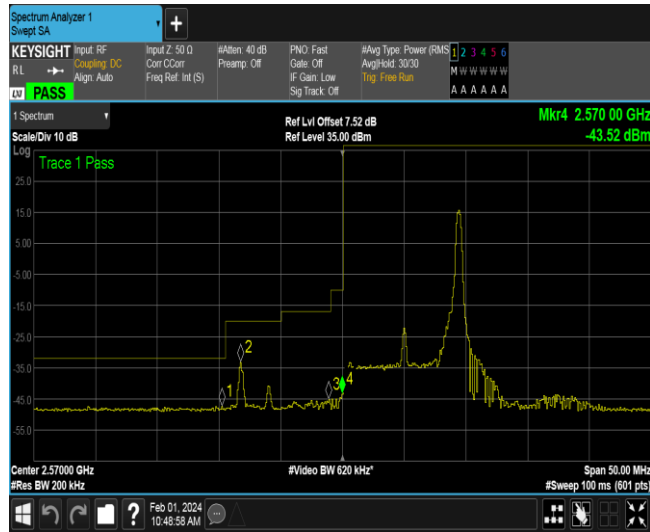 Spectrum Analyzer 1
Swept SA
+
KEYSIGHT
RL
Input: RF
Coupling: DC
Align: Auto
Input Z: 50 Ω
Corr CCorr
Freq Ref: Int (S)
#Atten: 40 dB
Preamp: Off
PNO: Fast
Gate: Off
IF Gain: Low
Sig Track: Off
#Avg Type: Power (RMS
Avg|Hold: 30/30
Trig: Free Run
1 2 3 4 5 6
M W W W W W
A A A A A A
LXI PASS
1 Spectrum
Scale/Div 10 dB
Ref Lvl Offset 7.52 dB
Ref Level 35.00 dBm
Mkr4 2.570 00 GHz
-43.52 dBm
Log
Trace 1 Pass
25.0
15.0
5.00
-5.00
-15.0
-25.0
-35.0
-45.0
-55.0
1
2
3
4
Center 2.57000 GHz
#Res BW 200 kHz
#Video BW 620 kHz*
Span 50.00 MHz
#Sweep 100 ms (601 pts)
?
Feb 01, 2024
10:48:58 AM